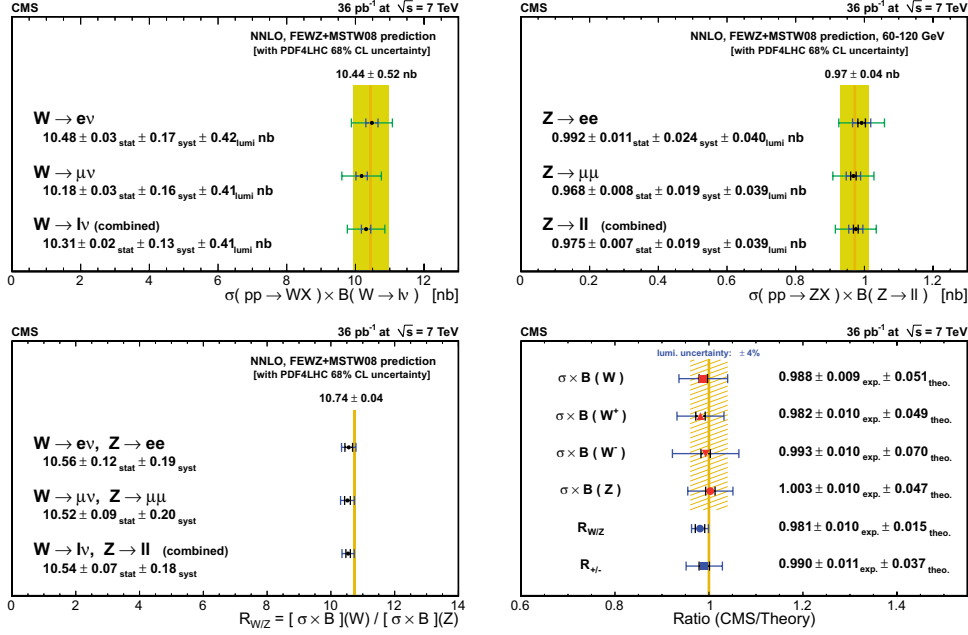 CMS 36 pb⁻¹ at √s = 7 TeV
NNLO, FEWZ+MSTW08 prediction
[with PDF4LHC 68% CL uncertainty]
10.44 ± 0.52 nb
W → eν
10.48 ± 0.03 stat ± 0.17 syst ± 0.42 lumi nb
W → μν
10.18 ± 0.03 stat ± 0.16 syst ± 0.41 lumi nb
W → lν (combined)
10.31 ± 0.02 stat ± 0.13 syst ± 0.41 lumi nb
0 2 4 6 8 10 12
σ( pp → WX ) × B( W → lν ) [nb]
CMS 36 pb⁻¹ at √s = 7 TeV
NNLO, FEWZ+MSTW08 prediction, 60-120 GeV
[with PDF4LHC 68% CL uncertainty]
0.97 ± 0.04 nb
Z → ee
0.992 ± 0.011 stat ± 0.024 syst ± 0.040 lumi nb
Z → μμ
0.968 ± 0.008 stat ± 0.019 syst ± 0.039 lumi nb
Z → ll (combined)
0.975 ± 0.007 stat ± 0.019 syst ± 0.039 lumi nb
0 0.2 0.4 0.6 0.8 1 1.2
σ( pp → ZX ) × B( Z → ll ) [nb]
CMS 36 pb⁻¹ at √s = 7 TeV
NNLO, FEWZ+MSTW08 prediction
[with PDF4LHC 68% CL uncertainty]
10.74 ± 0.04
W → eν, Z → ee
10.56 ± 0.12 stat ± 0.19 syst
W → μν, Z → μμ
10.52 ± 0.09 stat ± 0.20 syst
W → lν, Z → ll (combined)
10.54 ± 0.07 stat ± 0.18 syst
0 2 4 6 8 10 12 14
R W/Z = [ σ × B ](W) / [ σ × B ](Z)
CMS 36 pb⁻¹ at √s = 7 TeV
lumi. uncertainty: ± 4%
σ × B ( W ) 0.988 ± 0.009 exp. ± 0.051 theo.
σ × B ( W⁺ ) 0.982 ± 0.010 exp. ± 0.049 theo.
σ × B ( W⁻ ) 0.993 ± 0.010 exp. ± 0.070 theo.
σ × B ( Z ) 1.003 ± 0.010 exp. ± 0.047 theo.
R W/Z 0.981 ± 0.010 exp. ± 0.015 theo.
R +/- 0.990 ± 0.011 exp. ± 0.037 theo.
0.6 0.8 1 1.2 1.4
Ratio (CMS/Theory)